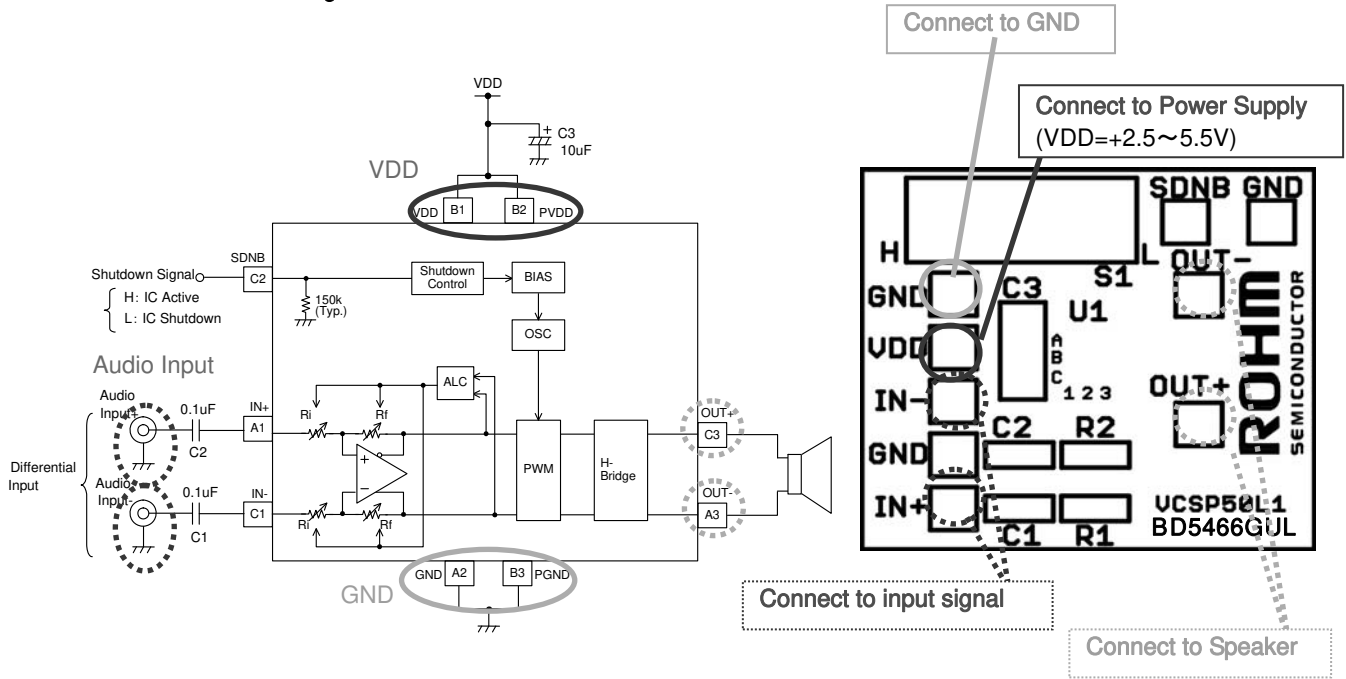 Connect to GND
Connect to Power Supply
(VDD=+2.5～5.5V)
VDD
+ C3
10uF
VDD
VDD B1 B2 PVDD
SDNB
Shutdown Signal C2
H: IC Active
L: IC Shutdown
150k
(Typ.)
Shutdown
Control
BIAS
OSC
Audio Input
Audio
Input+
0.1uF
C2
IN+
A1
Ri Rf
ALC
Differential
Input
Audio
Input-
0.1uF
C1
IN-
C1
Ri Rf
+
−
PWM
H-
Bridge
OUT+
C3
OUT-
A3
GND A2 B3 PGND
GND
SDNB GND
H L OUT-
S1
GND C3
U1
VDD
A
B
C
1 2 3
IN-
OUT+
C2 R2
GND
IN+
C1 R1
VCSP50L1
BD5466GUL
ROHM
SEMICONDUCTOR
Connect to input signal
Connect to Speaker